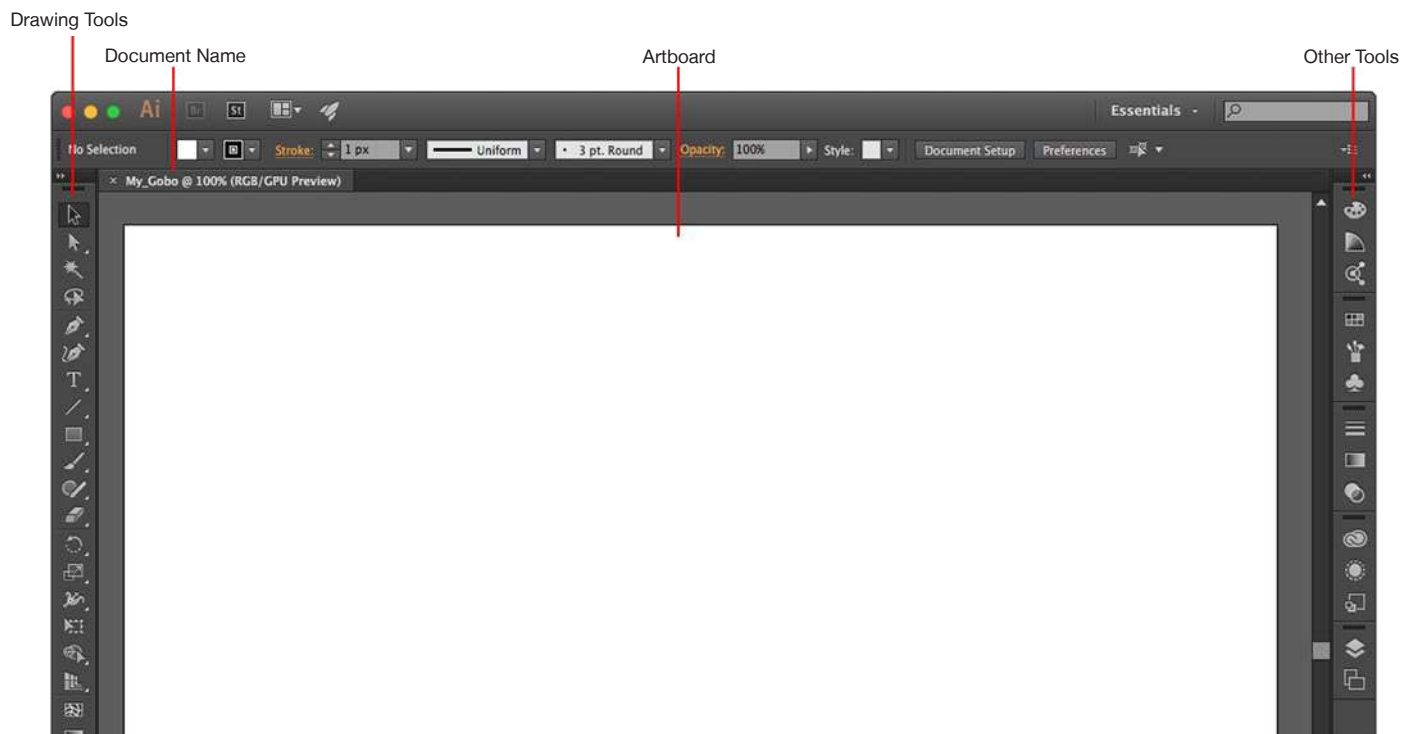 Drawing Tools
Document Name
Artboard
Other Tools
Ai Br St Essentials
No Selection Stroke: 1 px Uniform 3 pt. Round Opacity: 100% Style: Document Setup Preferences
× My_Gobo @ 100% (RGB/GPU Preview)
T